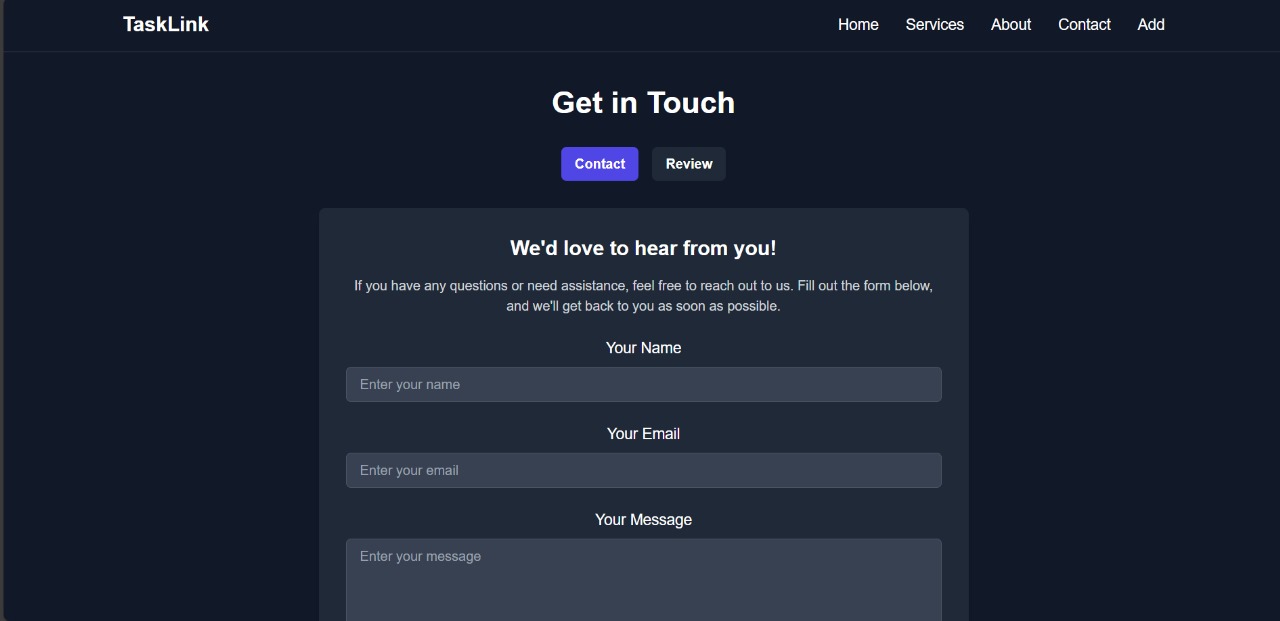 TaskLink
Home Services About Contact Add
Get in Touch
Contact Review
We'd love to hear from you!
If you have any questions or need assistance, feel free to reach out to us. Fill out the form below,
and we'll get back to you as soon as possible.
Your Name
Enter your name
Your Email
Enter your email
Your Message
Enter your message